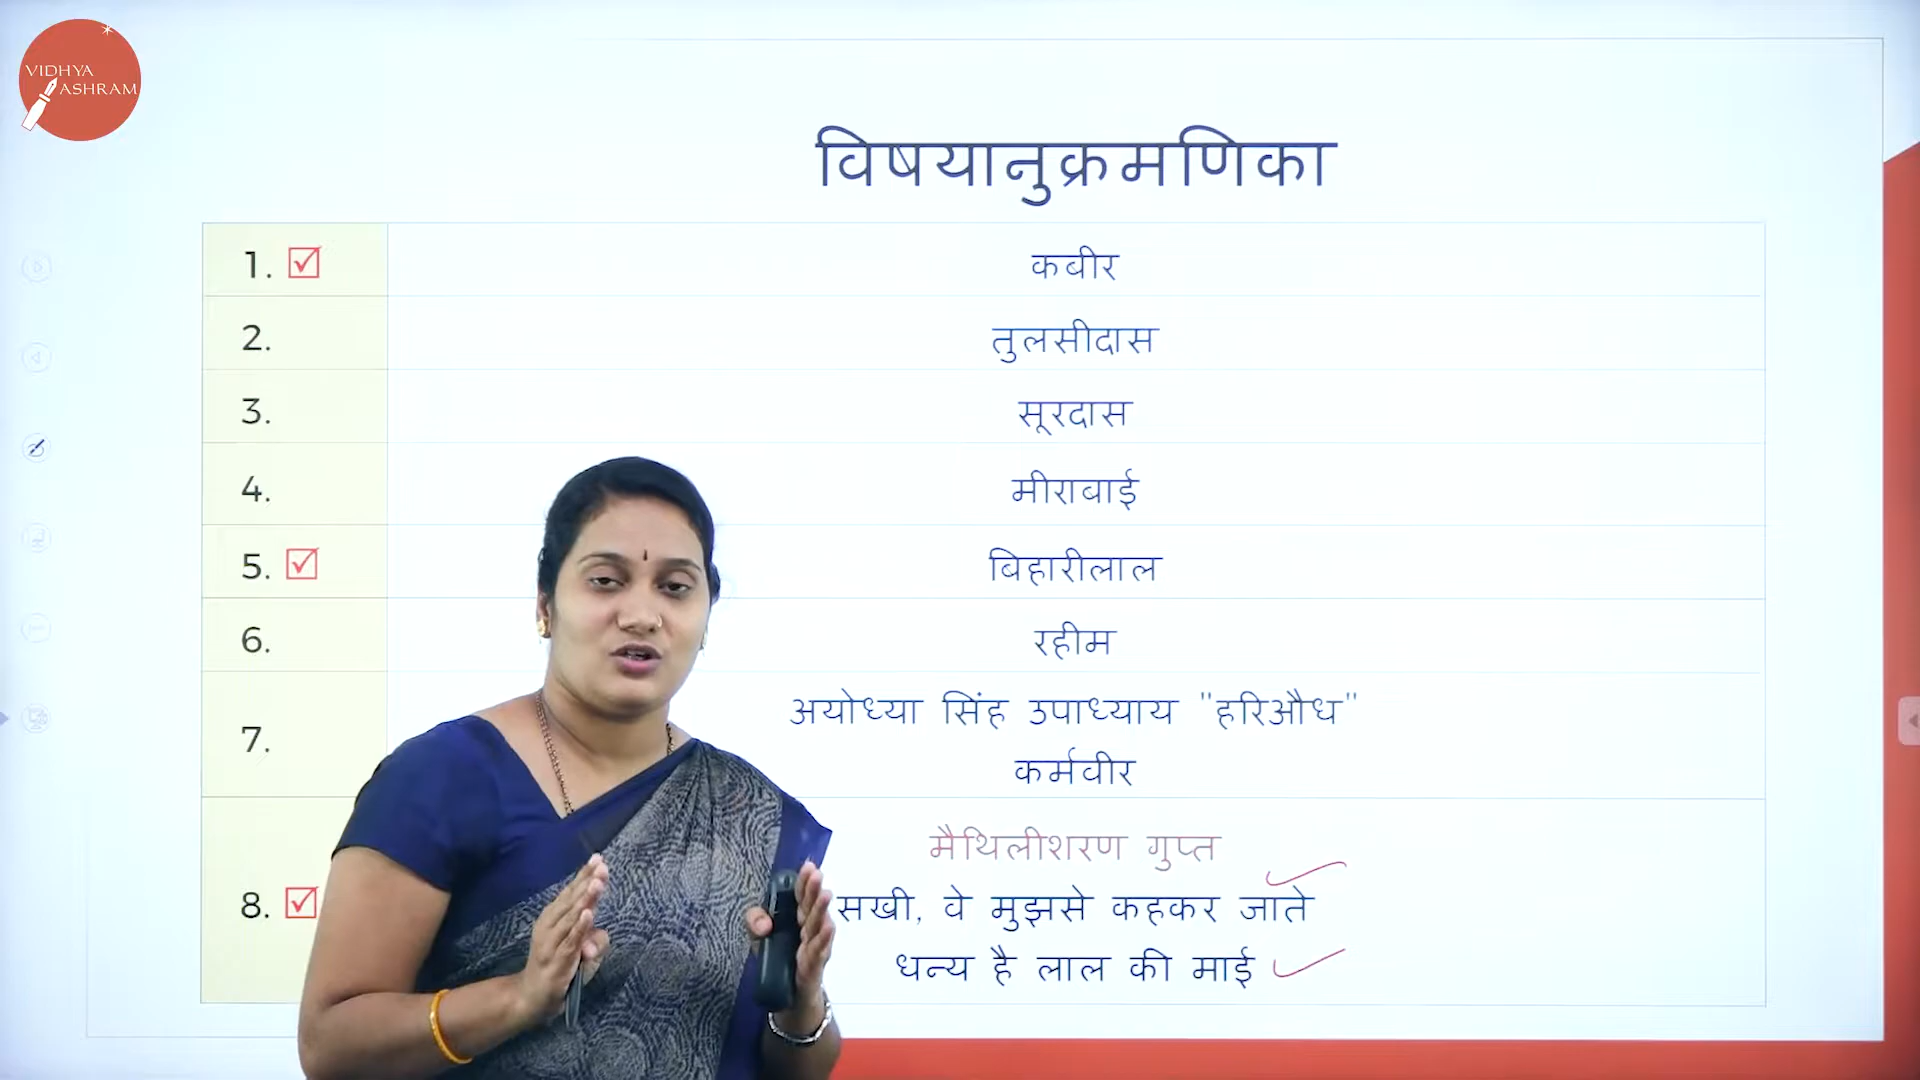 VIDHYA
ASHRAM
विषयानुक्रमणिका
1. ☑ कबीर
2. तुलसीदास
3. सूरदास
4. मीराबाई
5. ☑ बिहारीलाल
6. रहीम
7. अयोध्या सिंह उपाध्याय "हरिऔध"
कर्मवीर
मैथिलीशरण गुप्त
8. ☑ सखी, वे मुझसे कहकर जाते
धन्य है लाल की माई